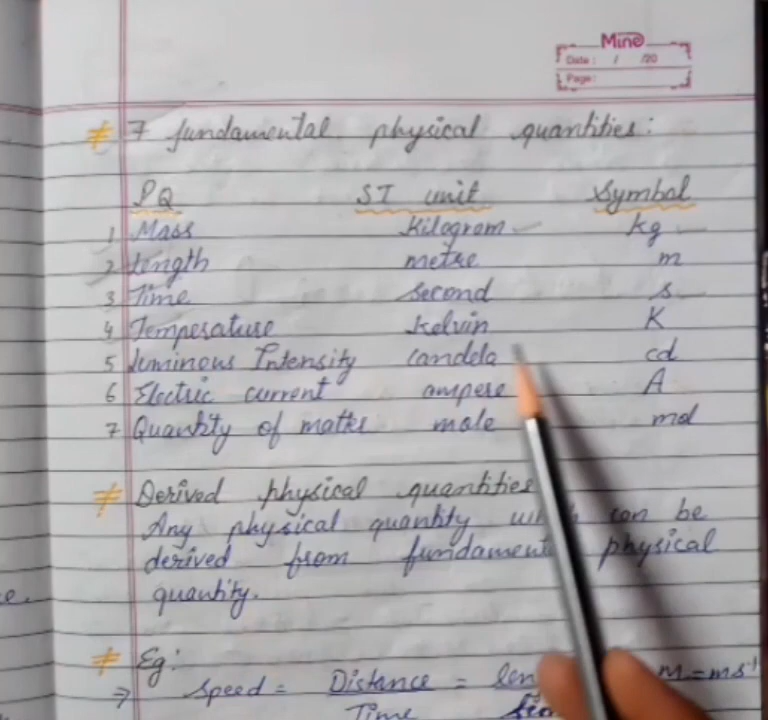 Mine
Date : / /20
Page:
# 7 fundamental physical quantities:
PQ SI unit Symbol
1 Mass kilogram kg
2 Length metre m
3 Time second s
4 Temperature kelvin K
5 luminous Intensity candela cd
6 Electric current ampere A
7 Quantity of matter mole mol
# Derived physical quantities
Any physical quantity can be
derived from physical
quantity.
e.
# Eg:
⇒ Speed = Distance = m = ms⁻¹
Time